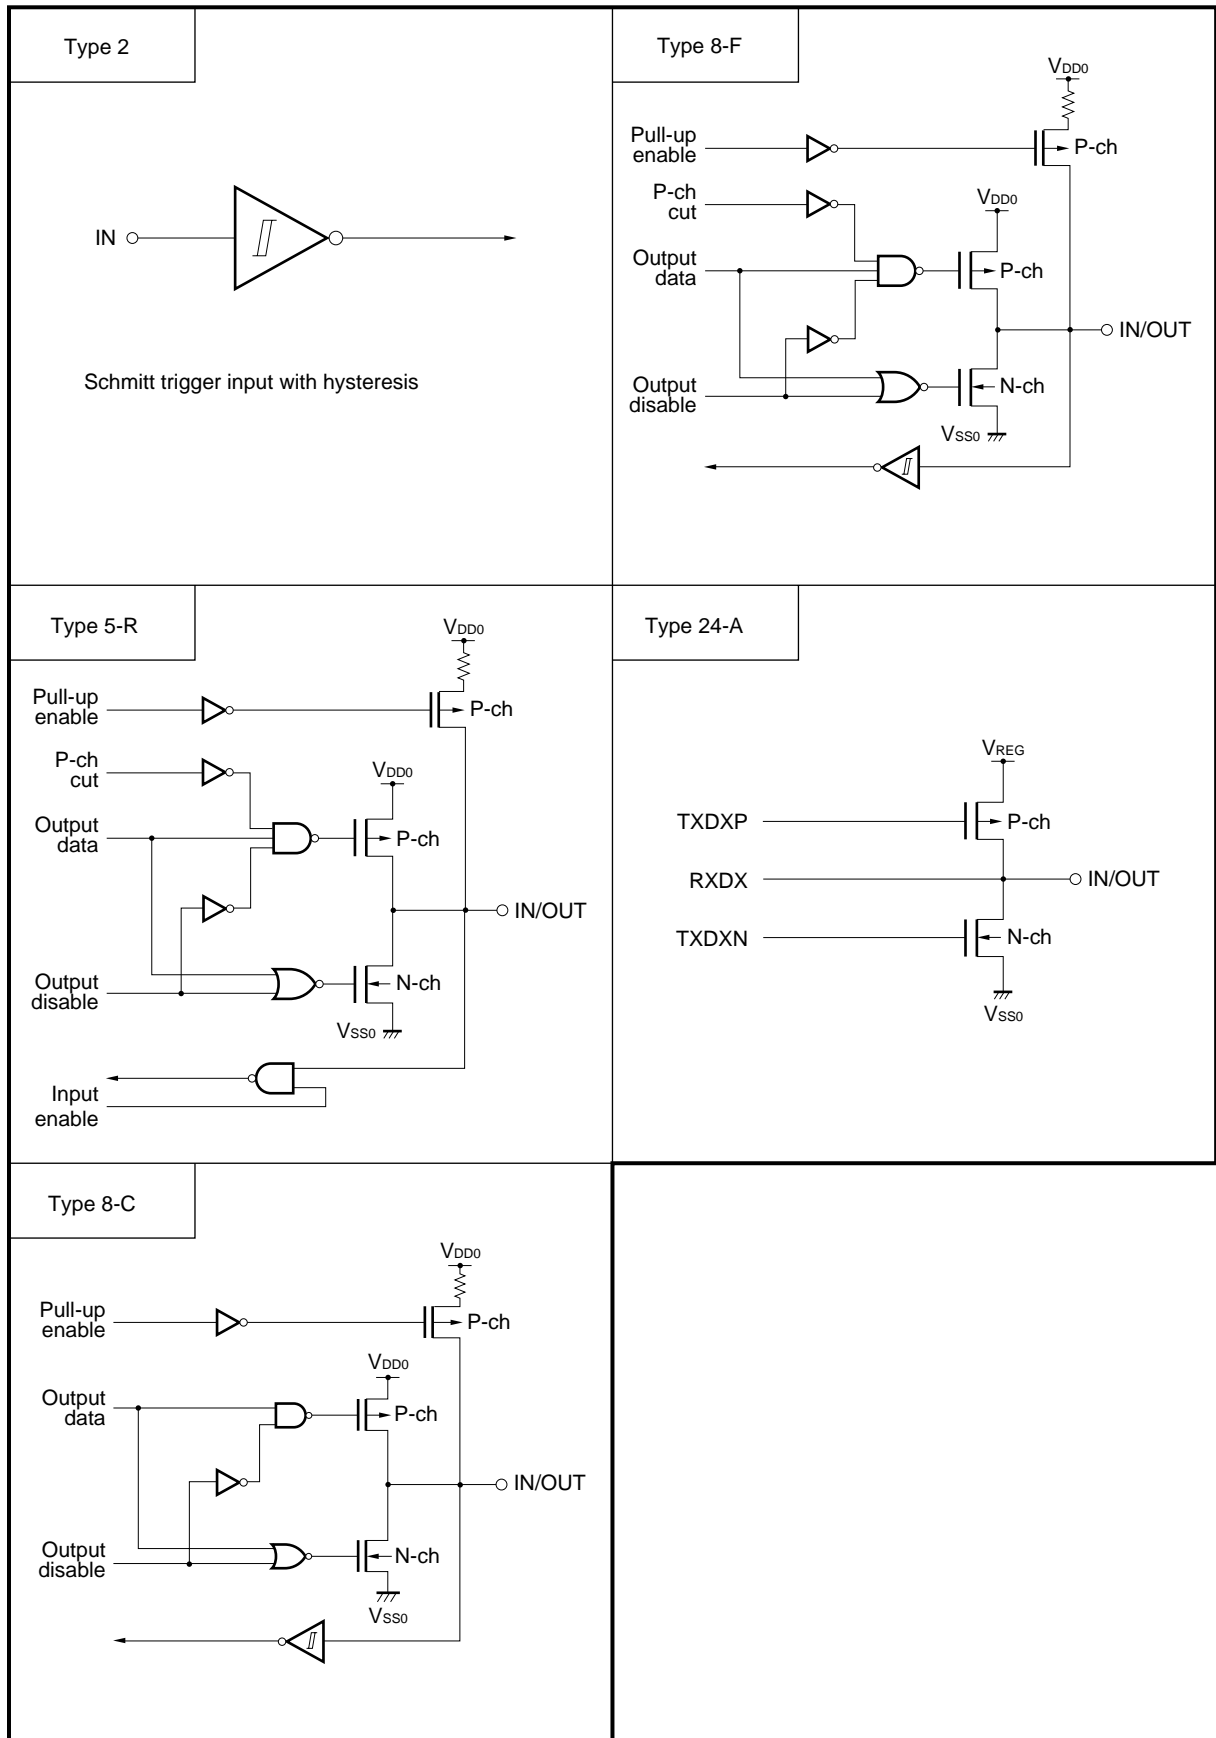 Type 2
IN
Schmitt trigger input with hysteresis
Type 8-F
VDD0
Pull-up
enable
P-ch
P-ch
cut
VDD0
Output
data
P-ch
IN/OUT
Output
disable
N-ch
VSS0
Type 5-R
VDD0
Pull-up
enable
P-ch
P-ch
cut
VDD0
Output
data
P-ch
IN/OUT
Output
disable
N-ch
VSS0
Input
enable
Type 24-A
VREG
TXDXP
P-ch
RXDX
IN/OUT
TXDXN
N-ch
VSS0
Type 8-C
VDD0
Pull-up
enable
P-ch
VDD0
Output
data
P-ch
IN/OUT
Output
disable
N-ch
VSS0